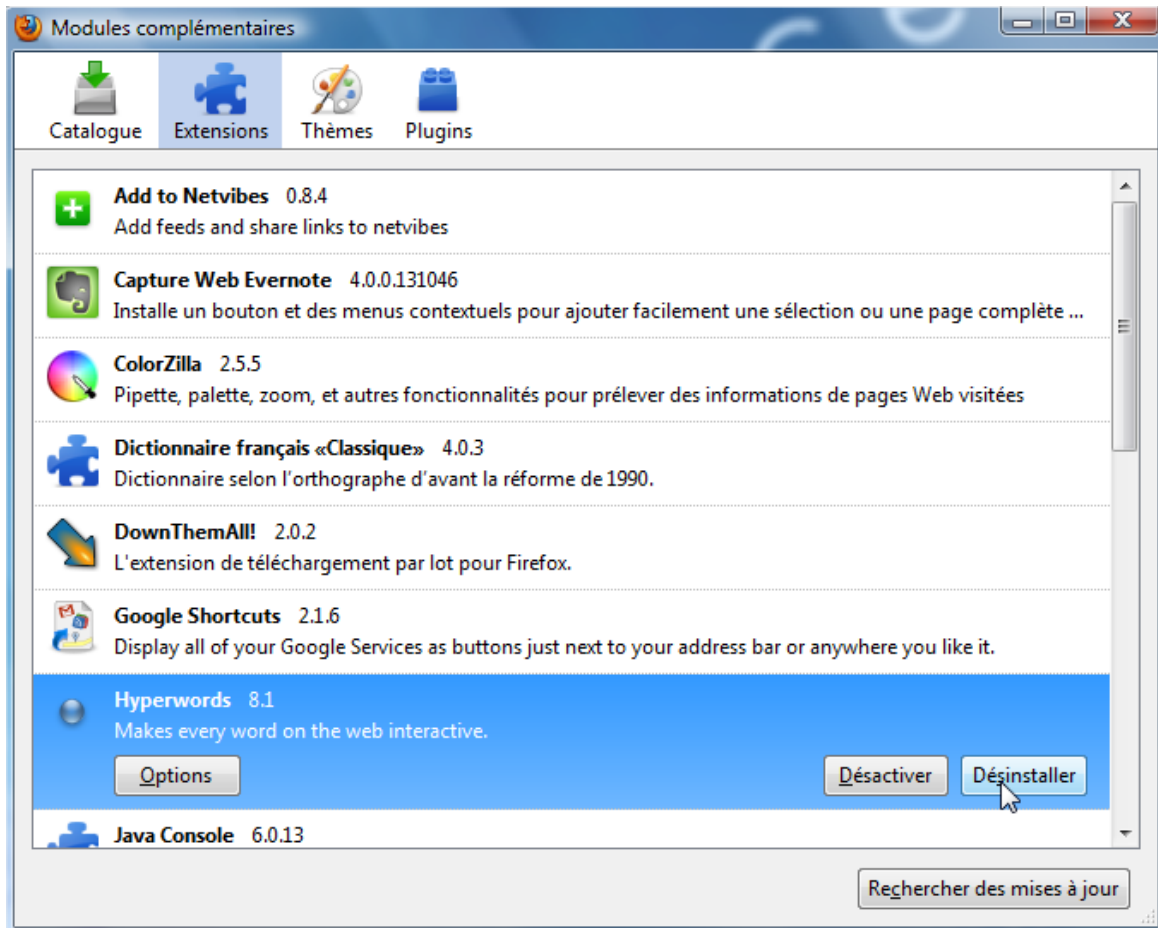 Modules complémentaires
Catalogue Extensions Thèmes Plugins
Add to Netvibes 0.8.4
Add feeds and share links to netvibes
Capture Web Evernote 4.0.0.131046
Installe un bouton et des menus contextuels pour ajouter facilement une sélection ou une page complète ...
ColorZilla 2.5.5
Pipette, palette, zoom, et autres fonctionnalités pour prélever des informations de pages Web visitées
Dictionnaire français «Classique» 4.0.3
Dictionnaire selon l'orthographe d'avant la réforme de 1990.
DownThemAll! 2.0.2
L'extension de téléchargement par lot pour Firefox.
Google Shortcuts 2.1.6
Display all of your Google Services as buttons just next to your address bar or anywhere you like it.
Hyperwords 8.1
Makes every word on the web interactive.
Options Désactiver Désinstaller
Java Console 6.0.13
Rechercher des mises à jour